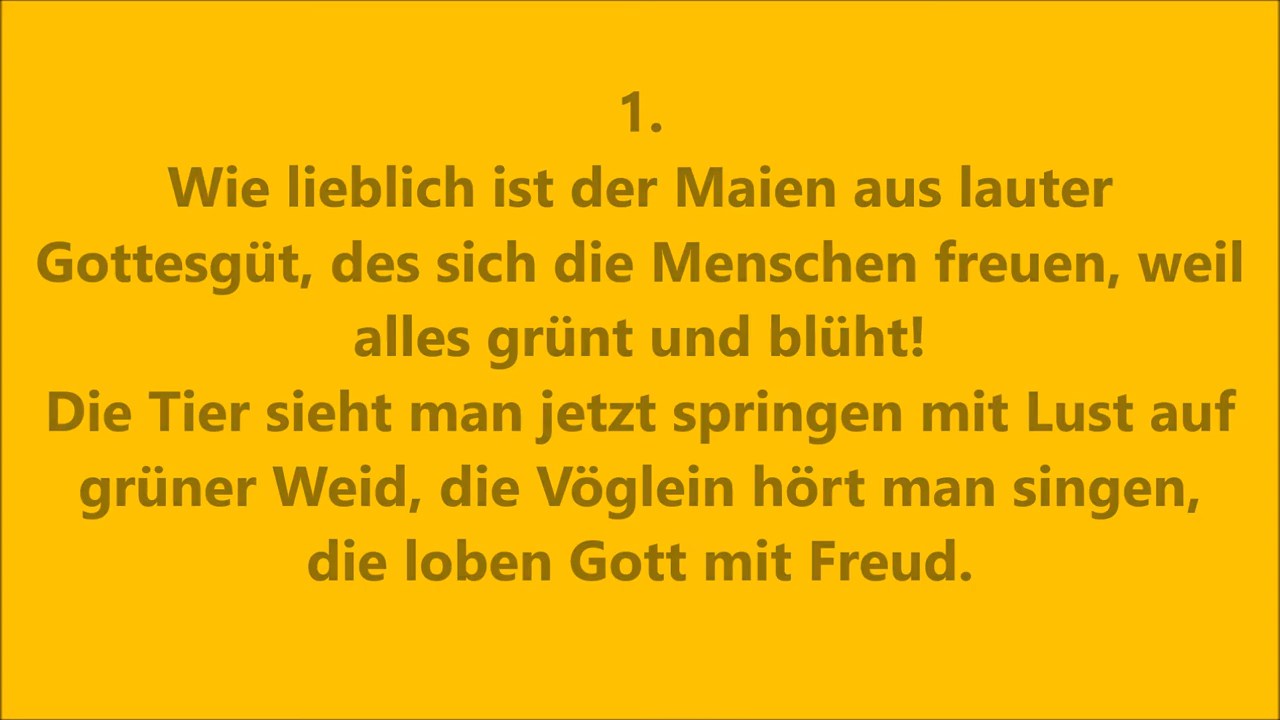 1.
Wie lieblich ist der Maien aus lauter
Gottesgüt, des sich die Menschen freuen, weil
alles grünt und blüht!
Die Tier sieht man jetzt springen mit Lust auf
grüner Weid, die Vöglein hört man singen,
die loben Gott mit Freud.